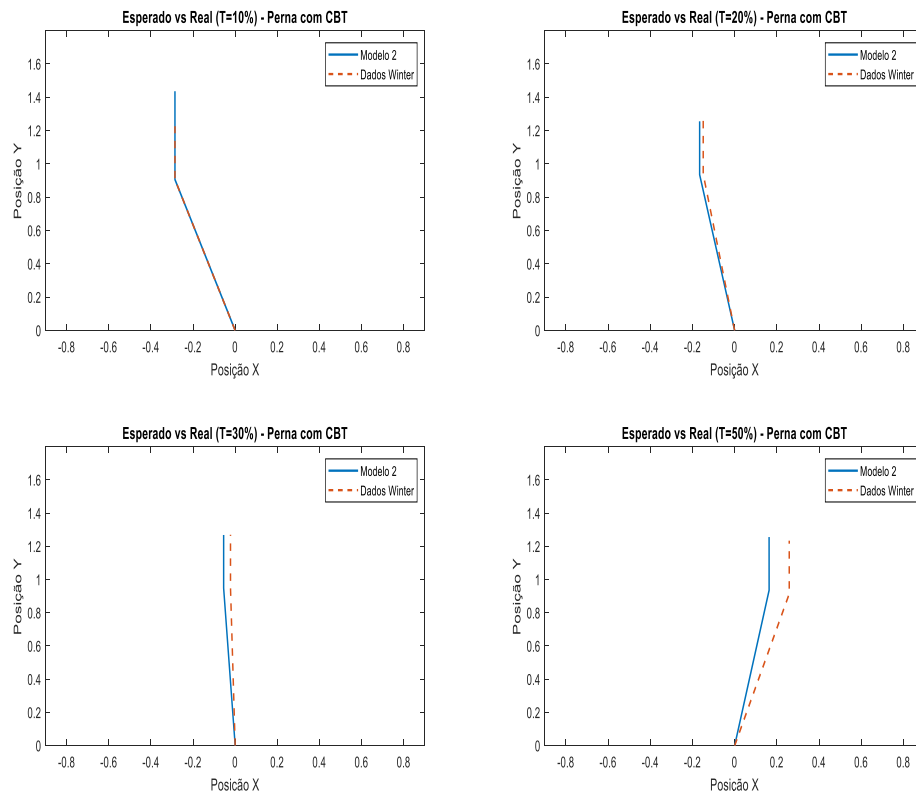 Esperado vs Real (T=10%) - Perna com CBT
Modelo 2
Dados Winter
1.6
1.4
1.2
1
0.8
0.6
0.4
0.2
0
-0.8 -0.6 -0.4 -0.2 0 0.2 0.4 0.6 0.8
Posição X
Posição Y
Esperado vs Real (T=20%) - Perna com CBT
Modelo 2
Dados Winter
1.6
1.4
1.2
1
0.8
0.6
0.4
0.2
0
-0.8 -0.6 -0.4 -0.2 0 0.2 0.4 0.6 0.8
Posição X
Posição Y
Esperado vs Real (T=30%) - Perna com CBT
Modelo 2
Dados Winter
1.6
1.4
1.2
1
0.8
0.6
0.4
0.2
0
-0.8 -0.6 -0.4 -0.2 0 0.2 0.4 0.6 0.8
Posição X
Posição Y
Esperado vs Real (T=50%) - Perna com CBT
Modelo 2
Dados Winter
1.6
1.4
1.2
1
0.8
0.6
0.4
0.2
0
-0.8 -0.6 -0.4 -0.2 0 0.2 0.4 0.6 0.8
Posição X
Posição Y